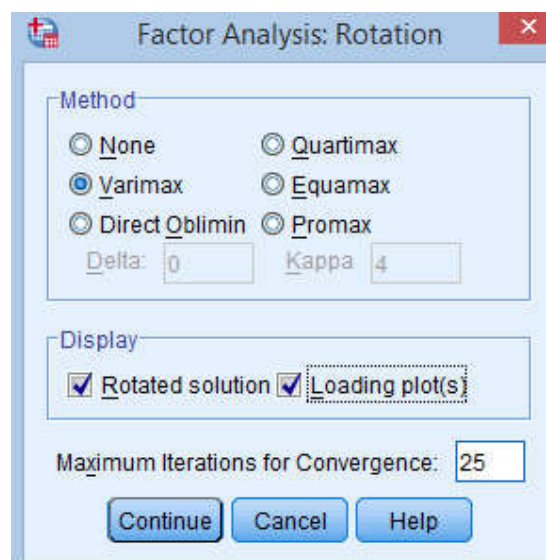 Factor Analysis: Rotation
Method
None Quartimax
Varimax Equamax
Direct Oblimin Promax
Delta: 0 Kappa 4
Display
Rotated solution Loading plot(s)
Maximum Iterations for Convergence: 25
Continue Cancel Help